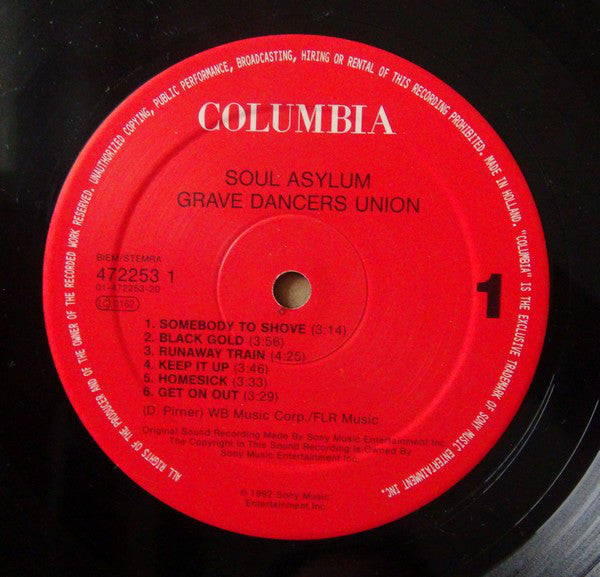 ALL RIGHTS OF THE PRODUCER AND OF THE OWNER OF THE RECORDED WORK RESERVED. UNAUTHORIZED COPYING, PUBLIC PERFORMANCE, BROADCASTING, HIRING OR RENTAL OF THIS RECORDING PROHIBITED. MADE IN HOLLAND. "COLUMBIA" IS THE EXCLUSIVE TRADEMARK OF SONY MUSIC ENTERTAINMENT INC.
COLUMBIA
SOUL ASYLUM
GRAVE DANCERS UNION
BIEM/STEMRA
472253 1
01-472253-20
LC 0162
1
1. SOMEBODY TO SHOVE (3:14)
2. BLACK GOLD (3:56)
3. RUNAWAY TRAIN (4:25)
4. KEEP IT UP (3:46)
5. HOMESICK (3:33)
6. GET ON OUT (3:29)
(D. Pirner) WB Music Corp./FLR Music
Original Sound Recording Made By Sony Music Entertainment Inc.
The Copyright In This Sound Recording is Owned By
Sony Music Entertainment Inc.
© 1992 Sony Music
Entertainment Inc.